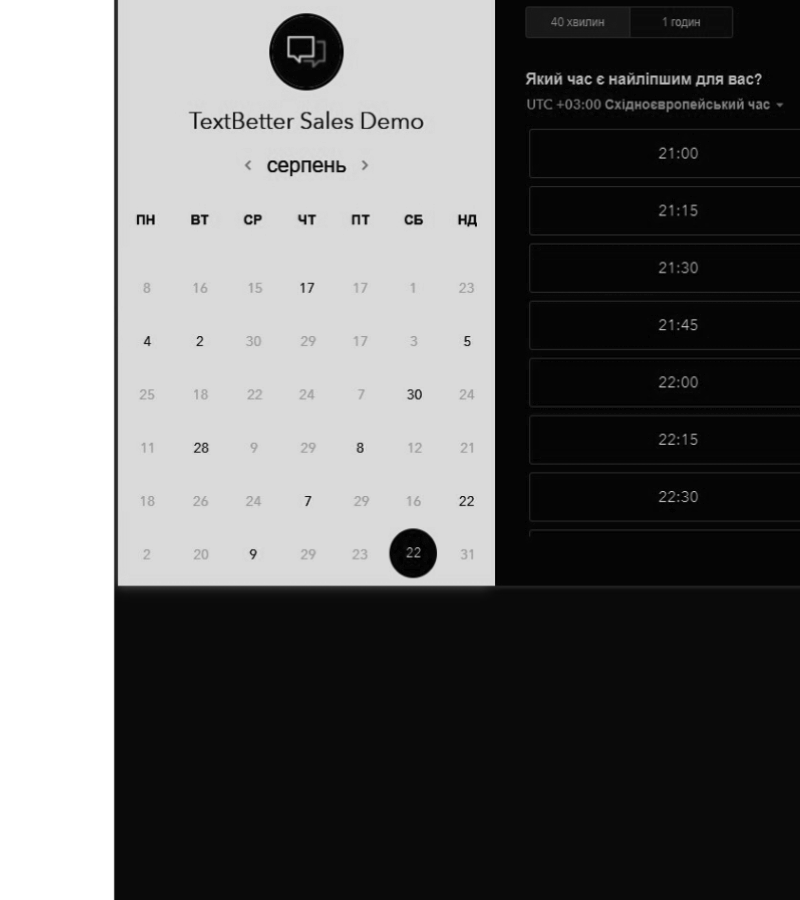 TextBetter Sales Demo
‹ серпень ›
ПН ВТ СР ЧТ ПТ СБ НД
8 16 15 17 17 1 23
4 2 30 29 17 3 5
25 18 22 24 7 30 24
11 28 9 29 8 12 21
18 26 24 7 29 16 22
2 20 9 29 23 22 31
40 хвилин 1 годин
Який час є найліпшим для вас?
UTC +03:00 Східноєвропейський час
21:00
21:15
21:30
21:45
22:00
22:15
22:30